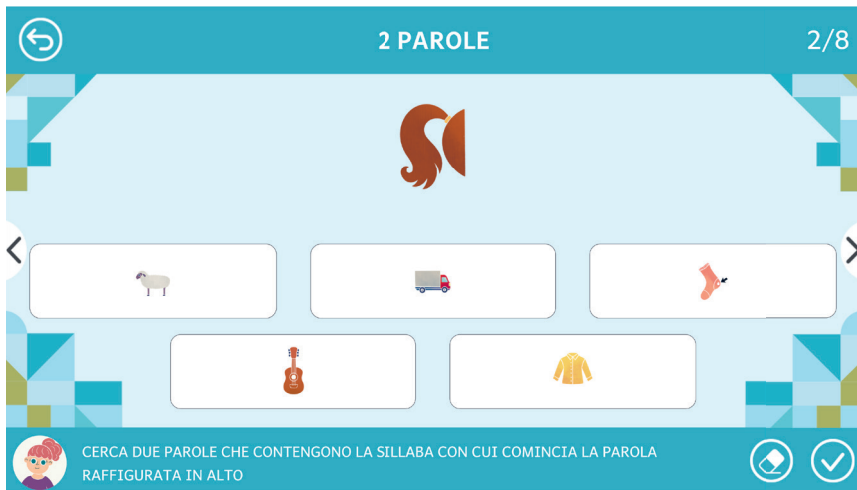 2 PAROLE
2/8
CERCA DUE PAROLE CHE CONTENGONO LA SILLABA CON CUI COMINCIA LA PAROLA
RAFFIGURATA IN ALTO